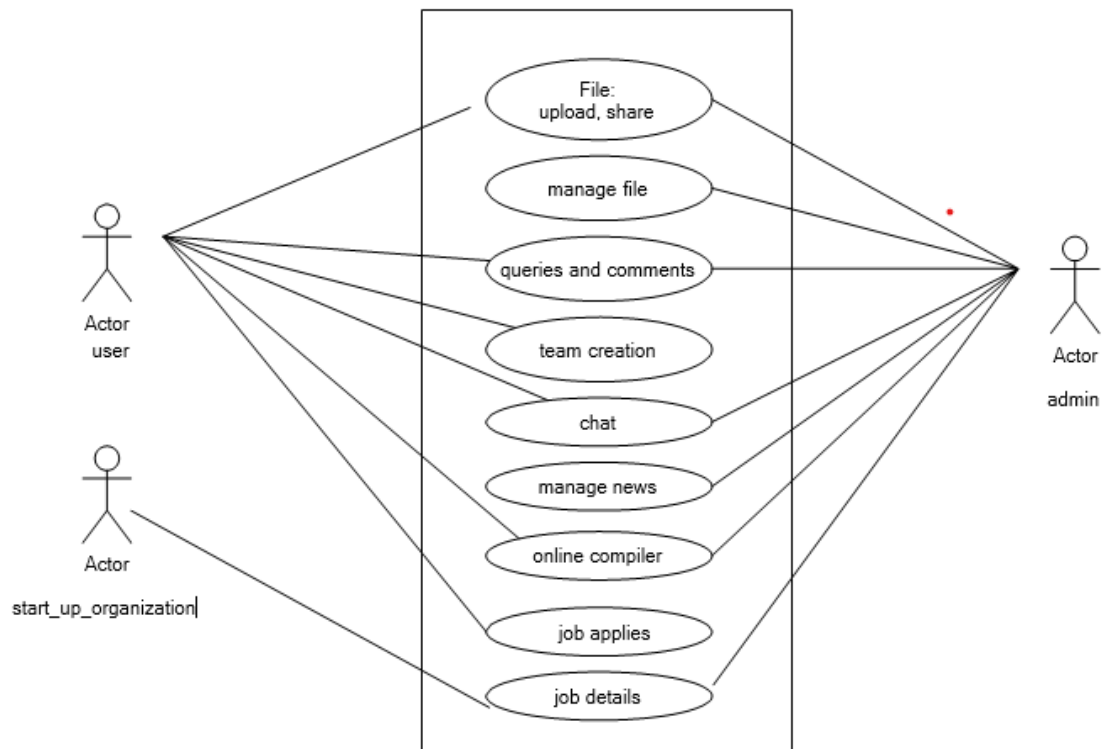 File:
upload, share
manage file
queries and comments
team creation
chat
manage news
online compiler
job applies
job details
Actor
user
Actor
start_up_organization
Actor
admin